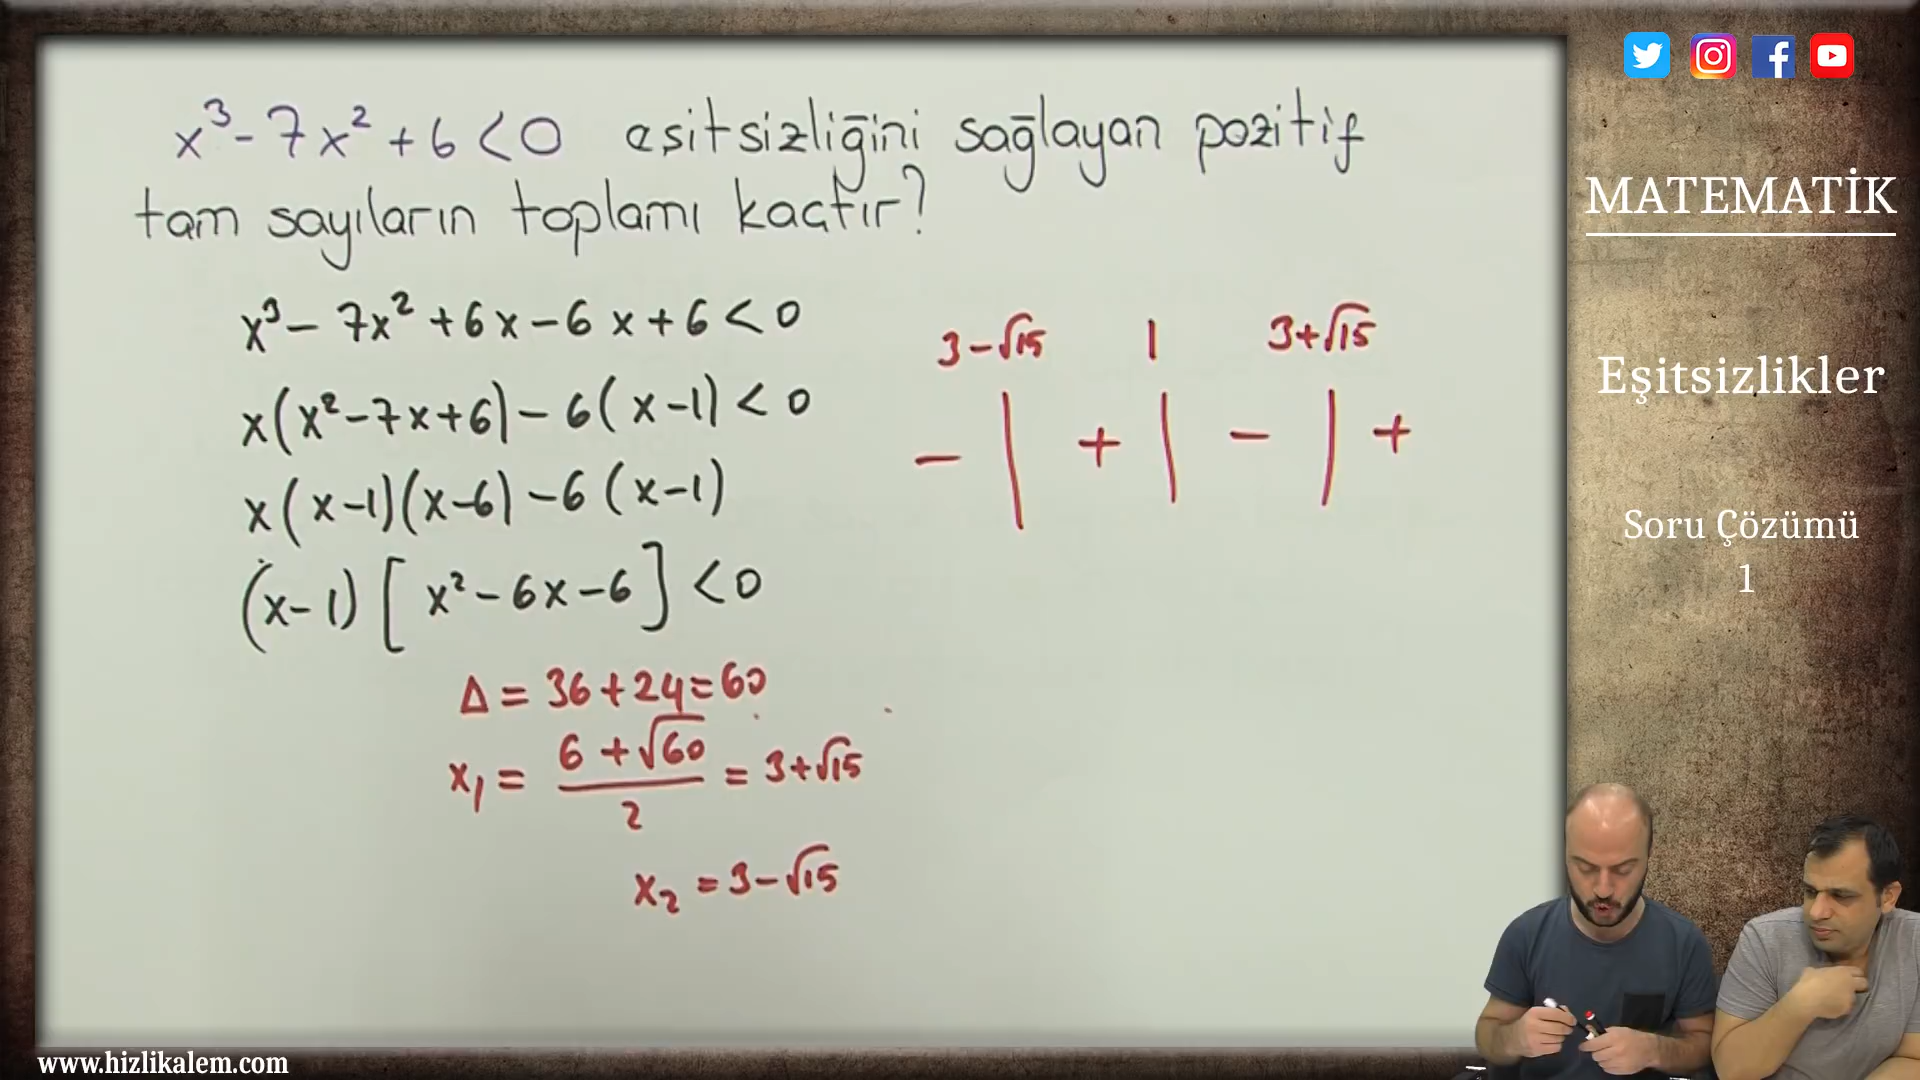 x³ - 7x² + 6 < 0 eşitsizliğini sağlayan pozitif
tam sayıların toplamı kaçtır?
x³ - 7x² + 6x - 6x + 6 < 0
x(x² - 7x + 6) - 6(x - 1) < 0
x(x - 1)(x - 6) - 6(x - 1)
(x - 1)[x² - 6x - 6] < 0
Δ = 36 + 24 = 60
x₁ = (6 + √60)/2 = 3 + √15
x₂ = 3 - √15
3 - √15 1 3 + √15
- | + | - | +
MATEMATİK
Eşitsizlikler
Soru Çözümü
1
www.hizlikalem.com